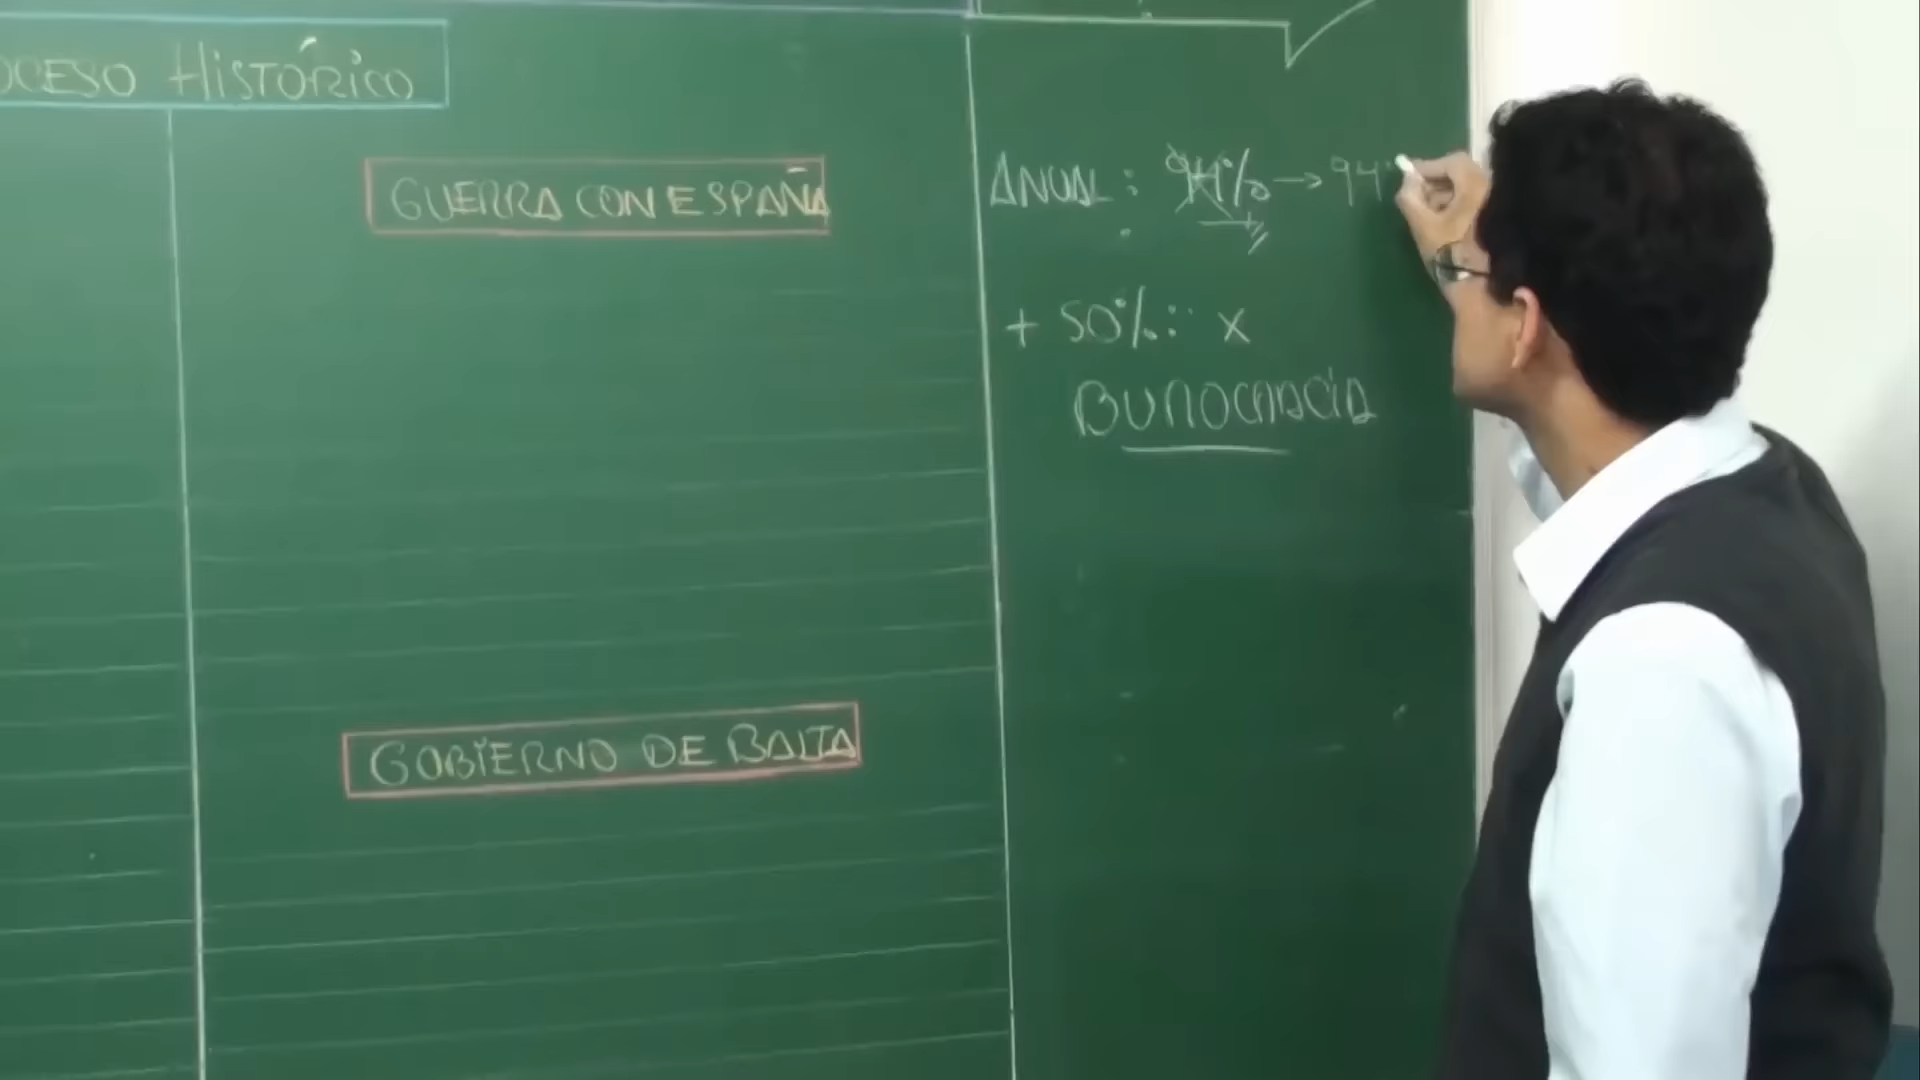 OCESO HISTÓRICO
GUERRA CON ESPAÑA
GOBIERNO DE BALTA
ANUAL: 94% → 94%
+ 50%: X
BUROCRACIA